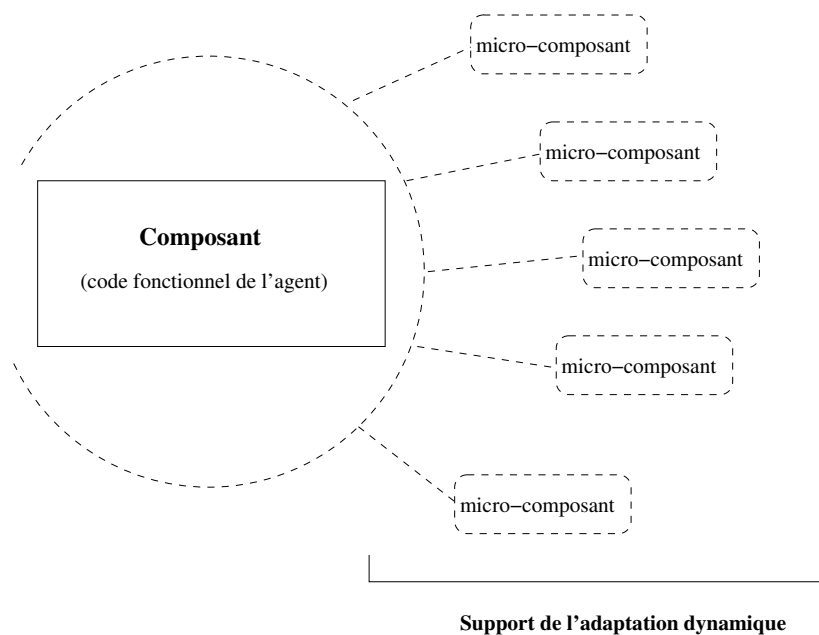 micro−composant
micro−composant
Composant
(code fonctionnel de l’agent)
micro−composant
micro−composant
micro−composant
Support de l’adaptation dynamique